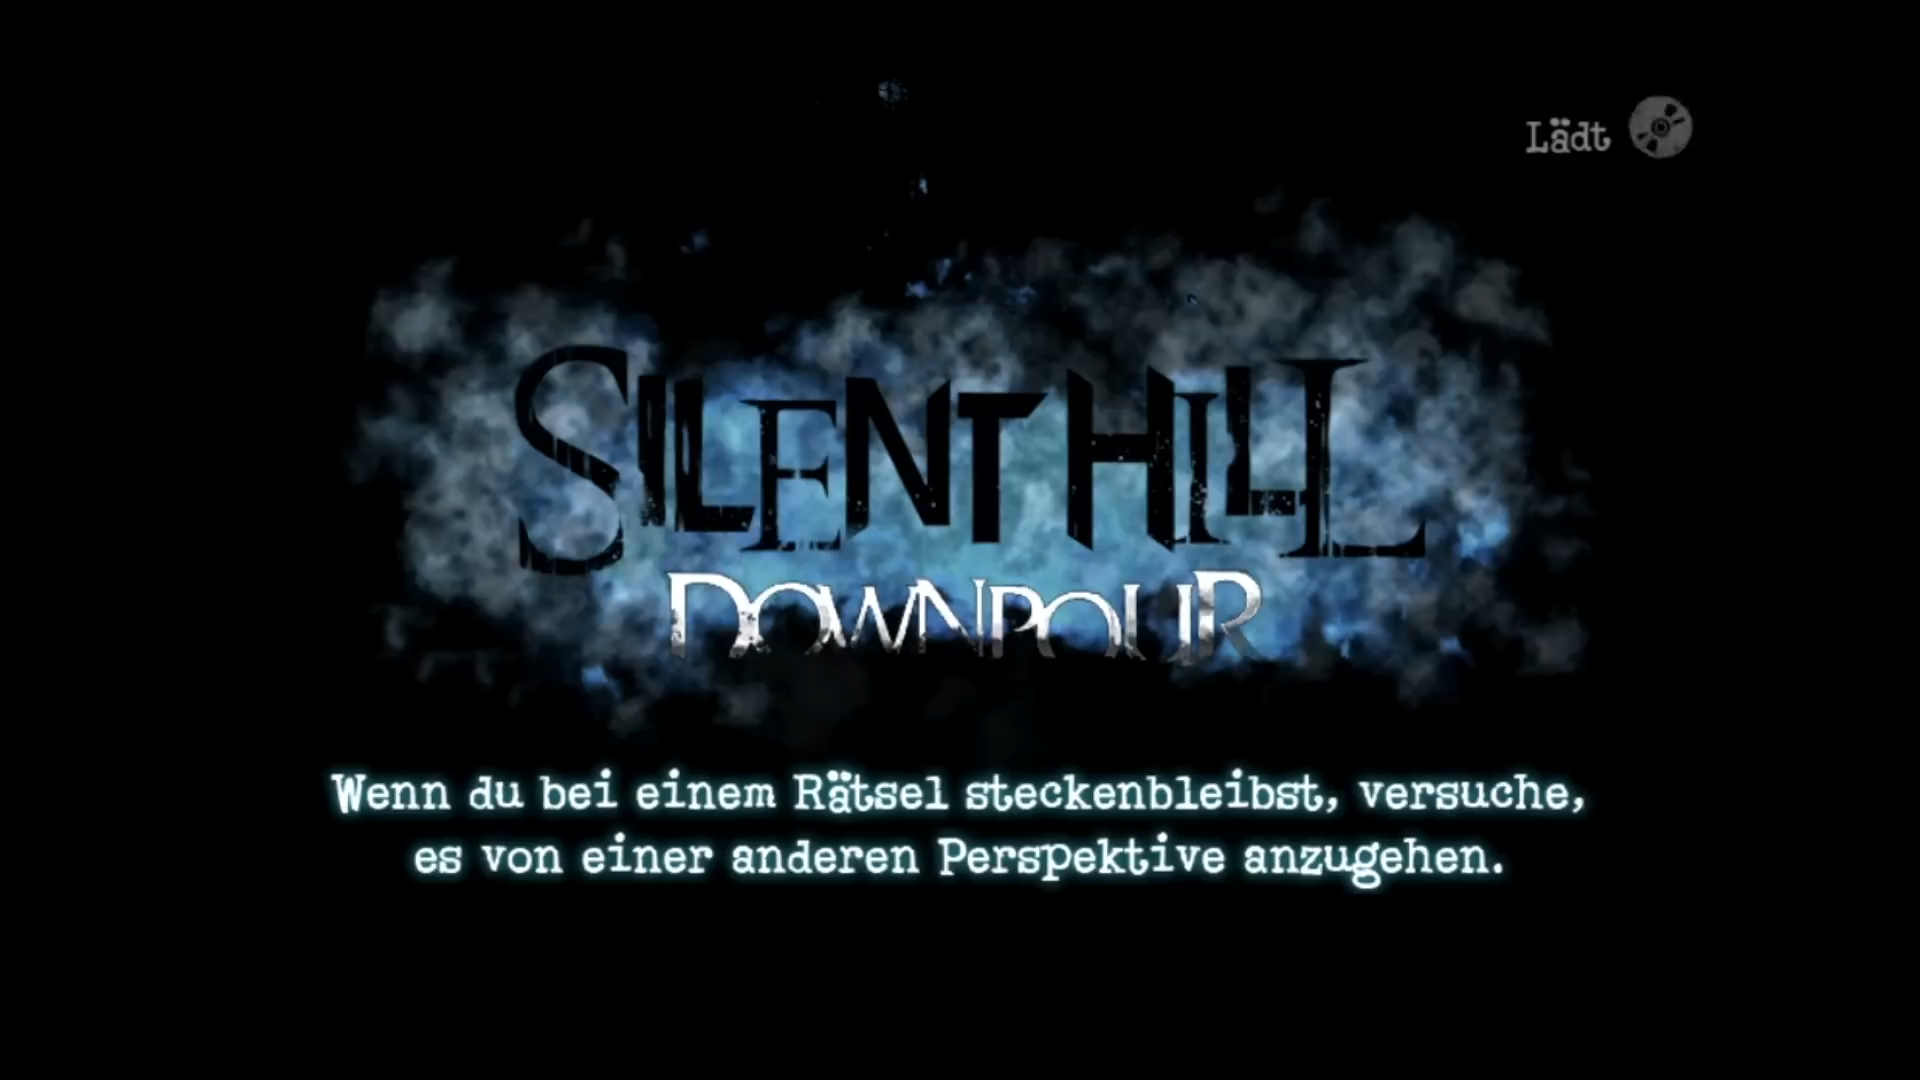 Lädt
SILENT HILL
DOWNPOUR
Wenn du bei einem Rätsel steckenbleibst, versuche,
es von einer anderen Perspektive anzugehen.